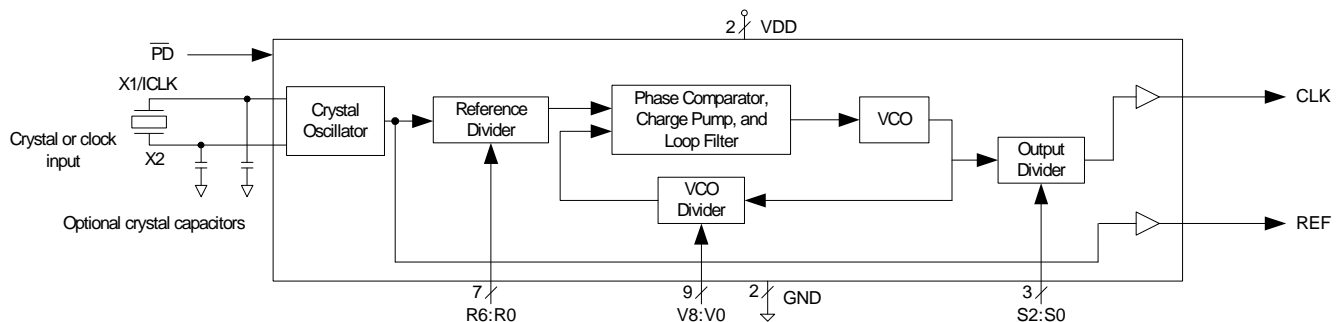 2 VDD
PD
X1/ICLK
Crystal or clock
input
X2
Optional crystal capacitors
Crystal
Oscillator
Reference
Divider
Phase Comparator,
Charge Pump, and
Loop Filter
VCO
VCO
Divider
Output
Divider
CLK
REF
7
R6:R0
9
V8:V0
2
GND
3
S2:S0